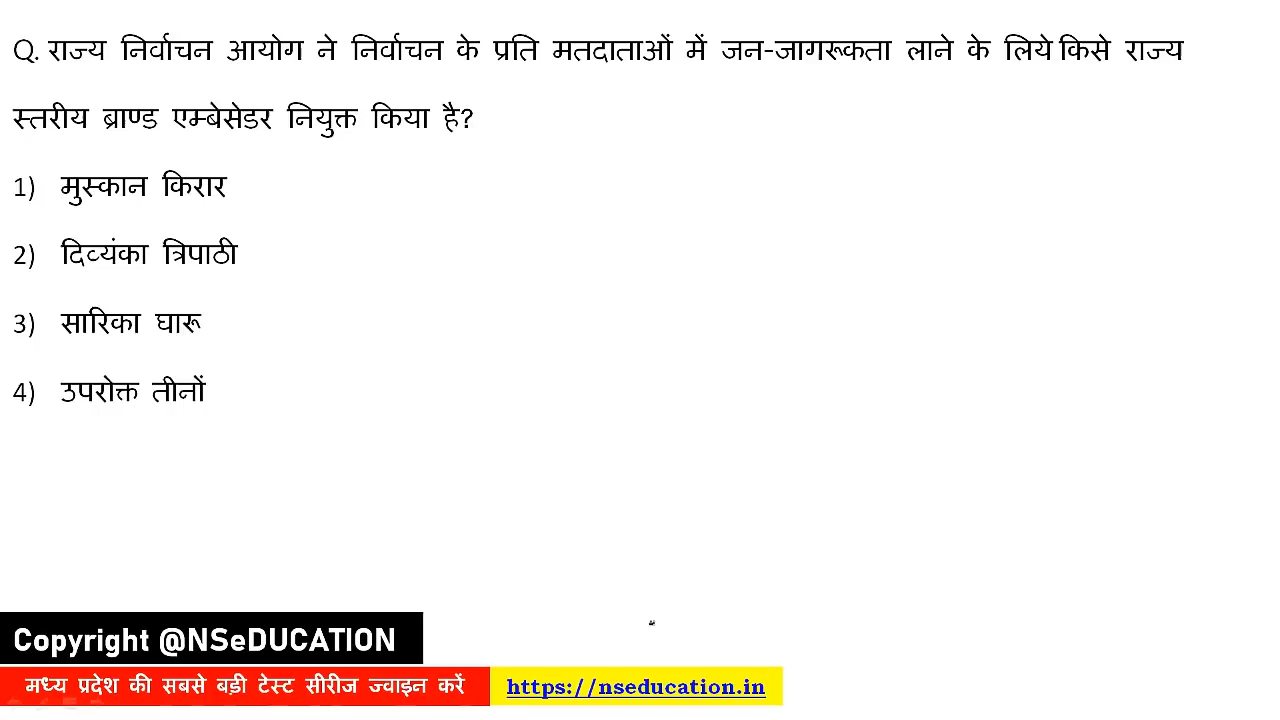 Q. राज्य निर्वाचन आयोग ने निर्वाचन के प्रति मतदाताओं में जन-जागरूकता लाने के लिये किसे राज्य
स्तरीय ब्राण्ड एम्बेसेडर नियुक्त किया है?
1) मुस्कान किरार
2) दिव्यंका त्रिपाठी
3) सारिका घारू
4) उपरोक्त तीनों
Copyright @NSeDUCATION
मध्य प्रदेश की सबसे बड़ी टेस्ट सीरीज ज्वाइन करें https://nseducation.in